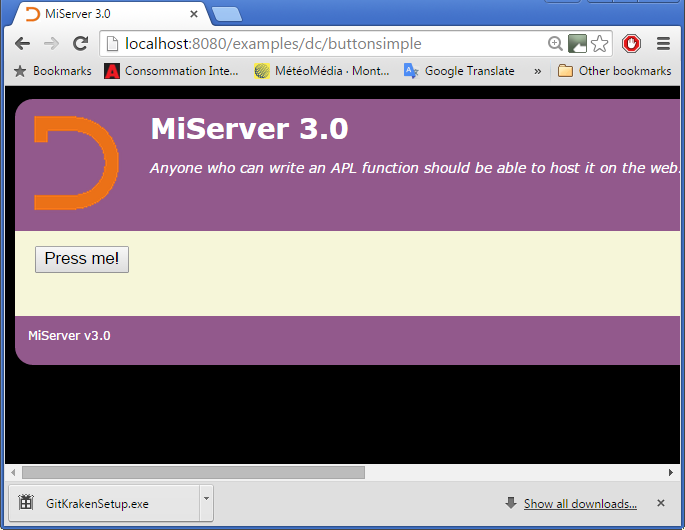 MiServer 3.0
localhost:8080/examples/dc/buttonsimple
Bookmarks Consommation Inte... MétéoMédia · Mont... Google Translate » Other bookmarks
MiServer 3.0
Anyone who can write an APL function should be able to host it on the web.
Press me!
MiServer v3.0
GitKrakenSetup.exe Show all downloads...